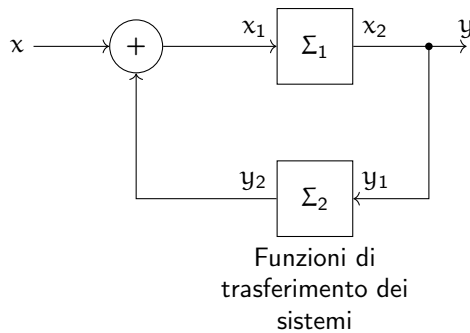 x + x₁ Σ₁ x₂ y
y₂ Σ₂ y₁
Funzioni di
trasferimento dei
sistemi